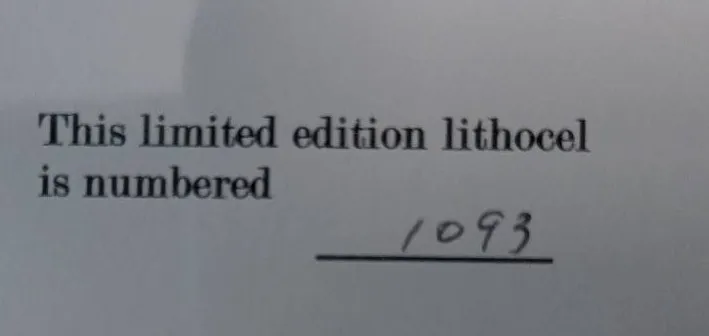 This limited edition lithocel
is numbered
1093